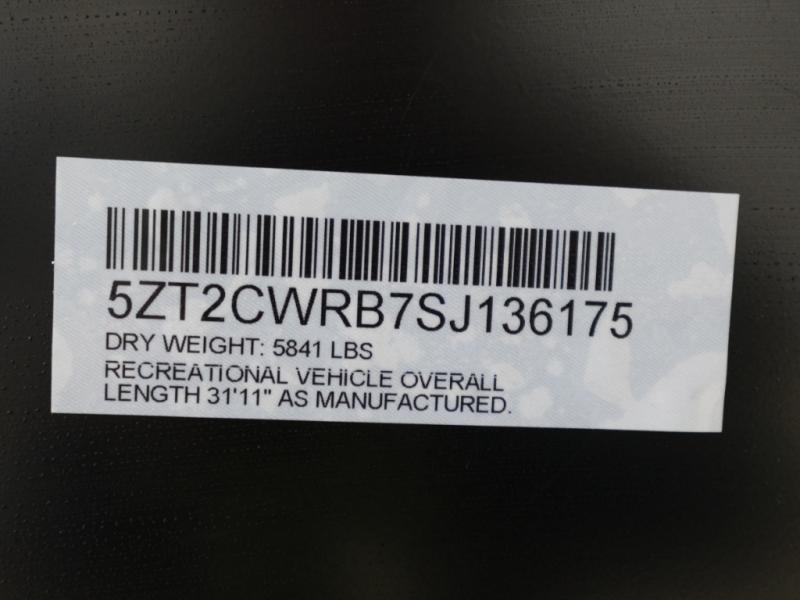 5ZT2CWRB7SJ136175
DRY WEIGHT: 5841 LBS
RECREATIONAL VEHICLE OVERALL
LENGTH 31'11" AS MANUFACTURED.